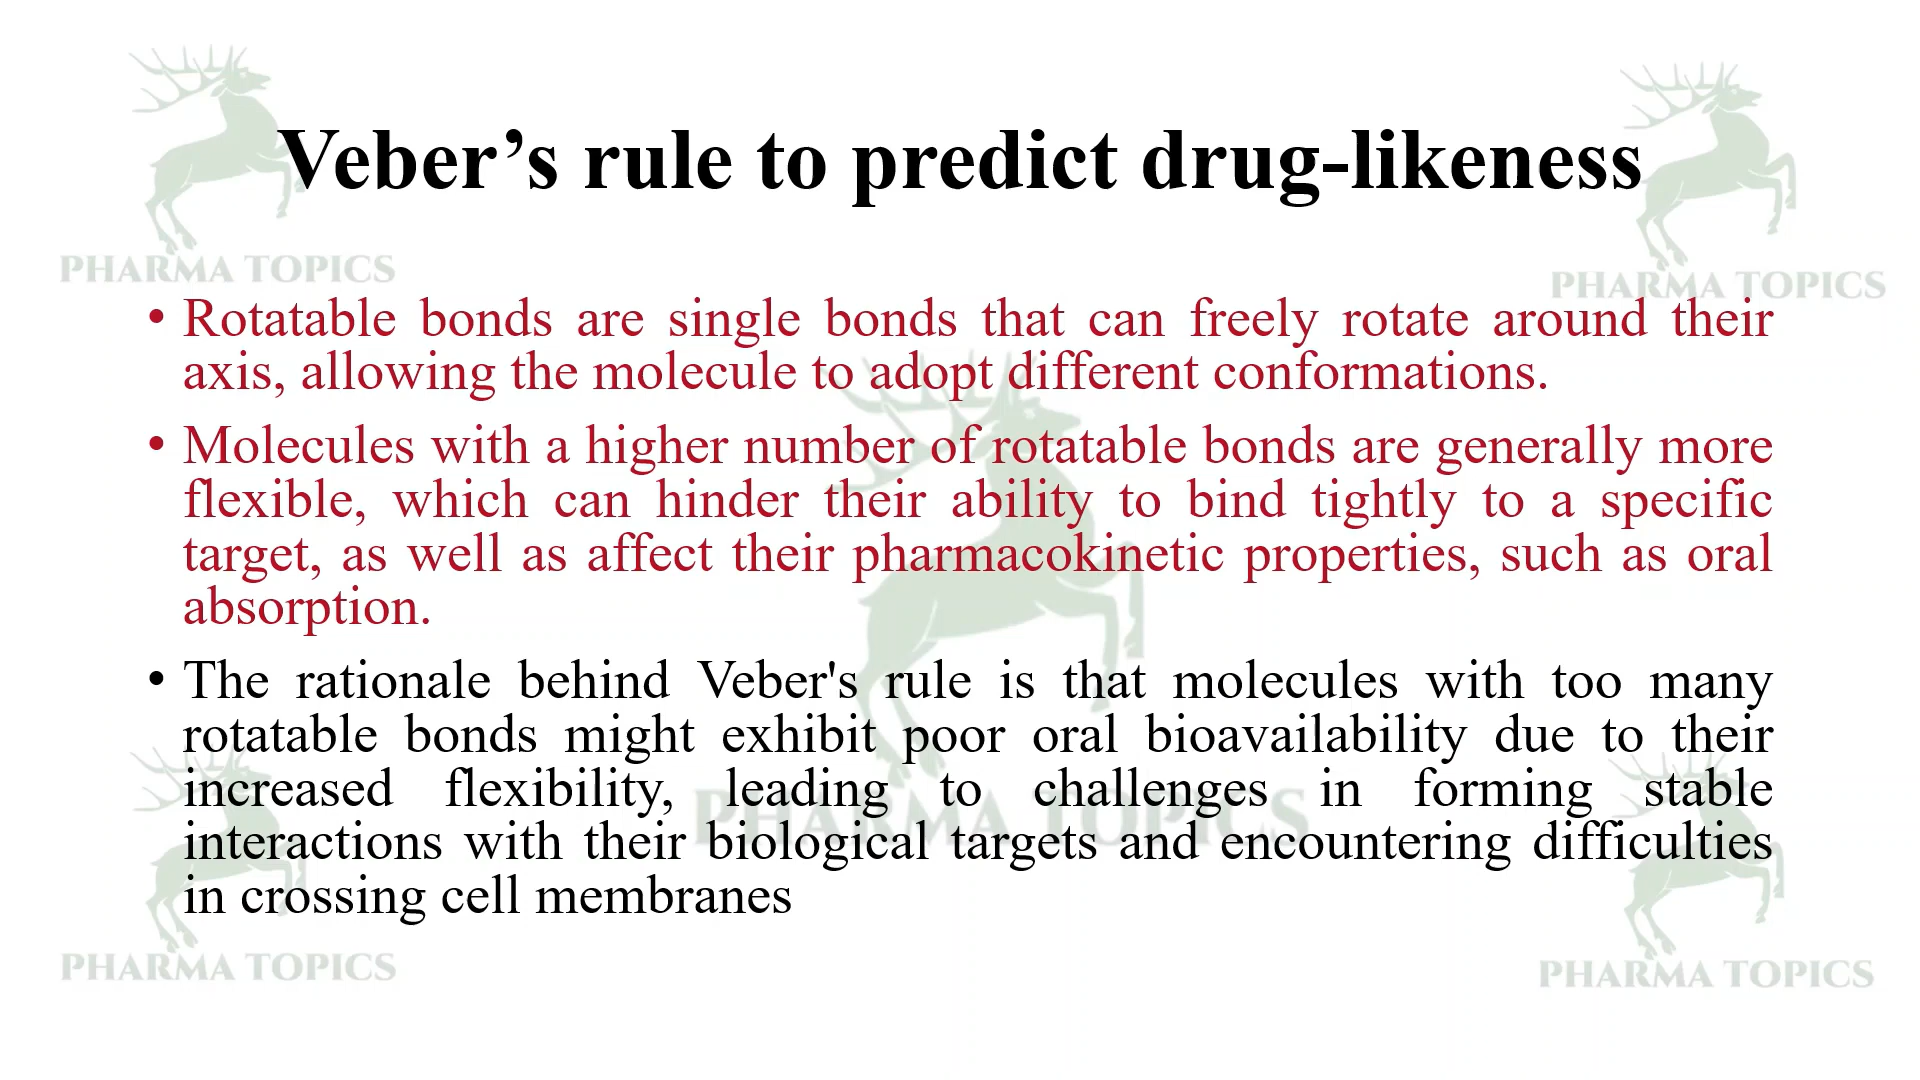 Veber’s rule to predict drug-likeness
PHARMA TOPICS
PHARMA TOPICS
• Rotatable bonds are single bonds that can freely rotate around their
axis, allowing the molecule to adopt different conformations.
• Molecules with a higher number of rotatable bonds are generally more
flexible, which can hinder their ability to bind tightly to a specific
target, as well as affect their pharmacokinetic properties, such as oral
absorption.
• The rationale behind Veber's rule is that molecules with too many
rotatable bonds might exhibit poor oral bioavailability due to their
increased flexibility, leading to challenges in forming stable
PHARMA TOPICS
interactions with their biological targets and encountering difficulties
in crossing cell membranes
PHARMA TOPICS
PHARMA TOPICS